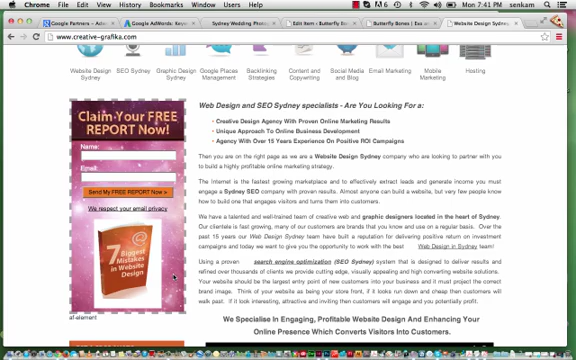 Chrome File Edit View History Bookmarks Window Help
Mon 7:41 PM senkam
Google Partners – Adve
Google AdWords: Keywo
Sydney Wedding Photo
Edit Item ‹ Butterfly Bones
Butterfly Bones | Eva an
Website Design Sydney
www.creative-grafika.com
Website Design Sydney
SEO Sydney
Graphic Design Sydney
Google Places Management
Backlinking Strategies
Content and Copywriting
Social Media and Blog
Email Marketing
Mobile Marketing
Hosting
Claim Your FREE
REPORT Now!
Name:
Email:
Send My FREE REPORT Now »
We respect your email privacy
7 Biggest
Mistakes
in Website
Design
af-element
Web Design and SEO Sydney specialists - Are You Looking For a:
• Creative Design Agency With Proven Online Marketing Results
• Unique Approach To Online Business Development
• Agency With Over 15 Years Experience On Positive ROI Campaigns
Then you are on the right page as we are a Website Design Sydney company who are looking to partner with you
to build a highly profitable online marketing strategy.
The Internet is the fastest growing marketplace and to effectively extract leads and generate income you must
engage a Sydney SEO company with proven results. Almost anyone can build a website, but very few people know
how to build one that engages visitors and turns them into customers.
We have a talented and well-trained team of creative web and graphic designers located in the heart of Sydney.
Our clientele is fast growing, many of our customers are brands that you know and use on a regular basis. Over the
past 15 years our Web Design Sydney team have built a reputation for delivering positive return on investment
campaigns and today we want to give you the opportunity to work with the best Web Design in Sydney team!
Using a proven search engine optimization (SEO Sydney) system that is designed to deliver results and
refined over thousands of clients we provide cutting edge, visually appealing and high converting website solutions.
Your website should be the largest entry point of new customers into your business and must project the correct
brand image. Think of your website as being your store front, if it looks run down and cheap then customers will
walk past. If it look interesting, attractive and inviting then customers will engage and you potentially profit.
We Specialise In Engaging, Profitable Website Design And Enhancing Your
Online Presence Which Converts Visitors Into Customers.